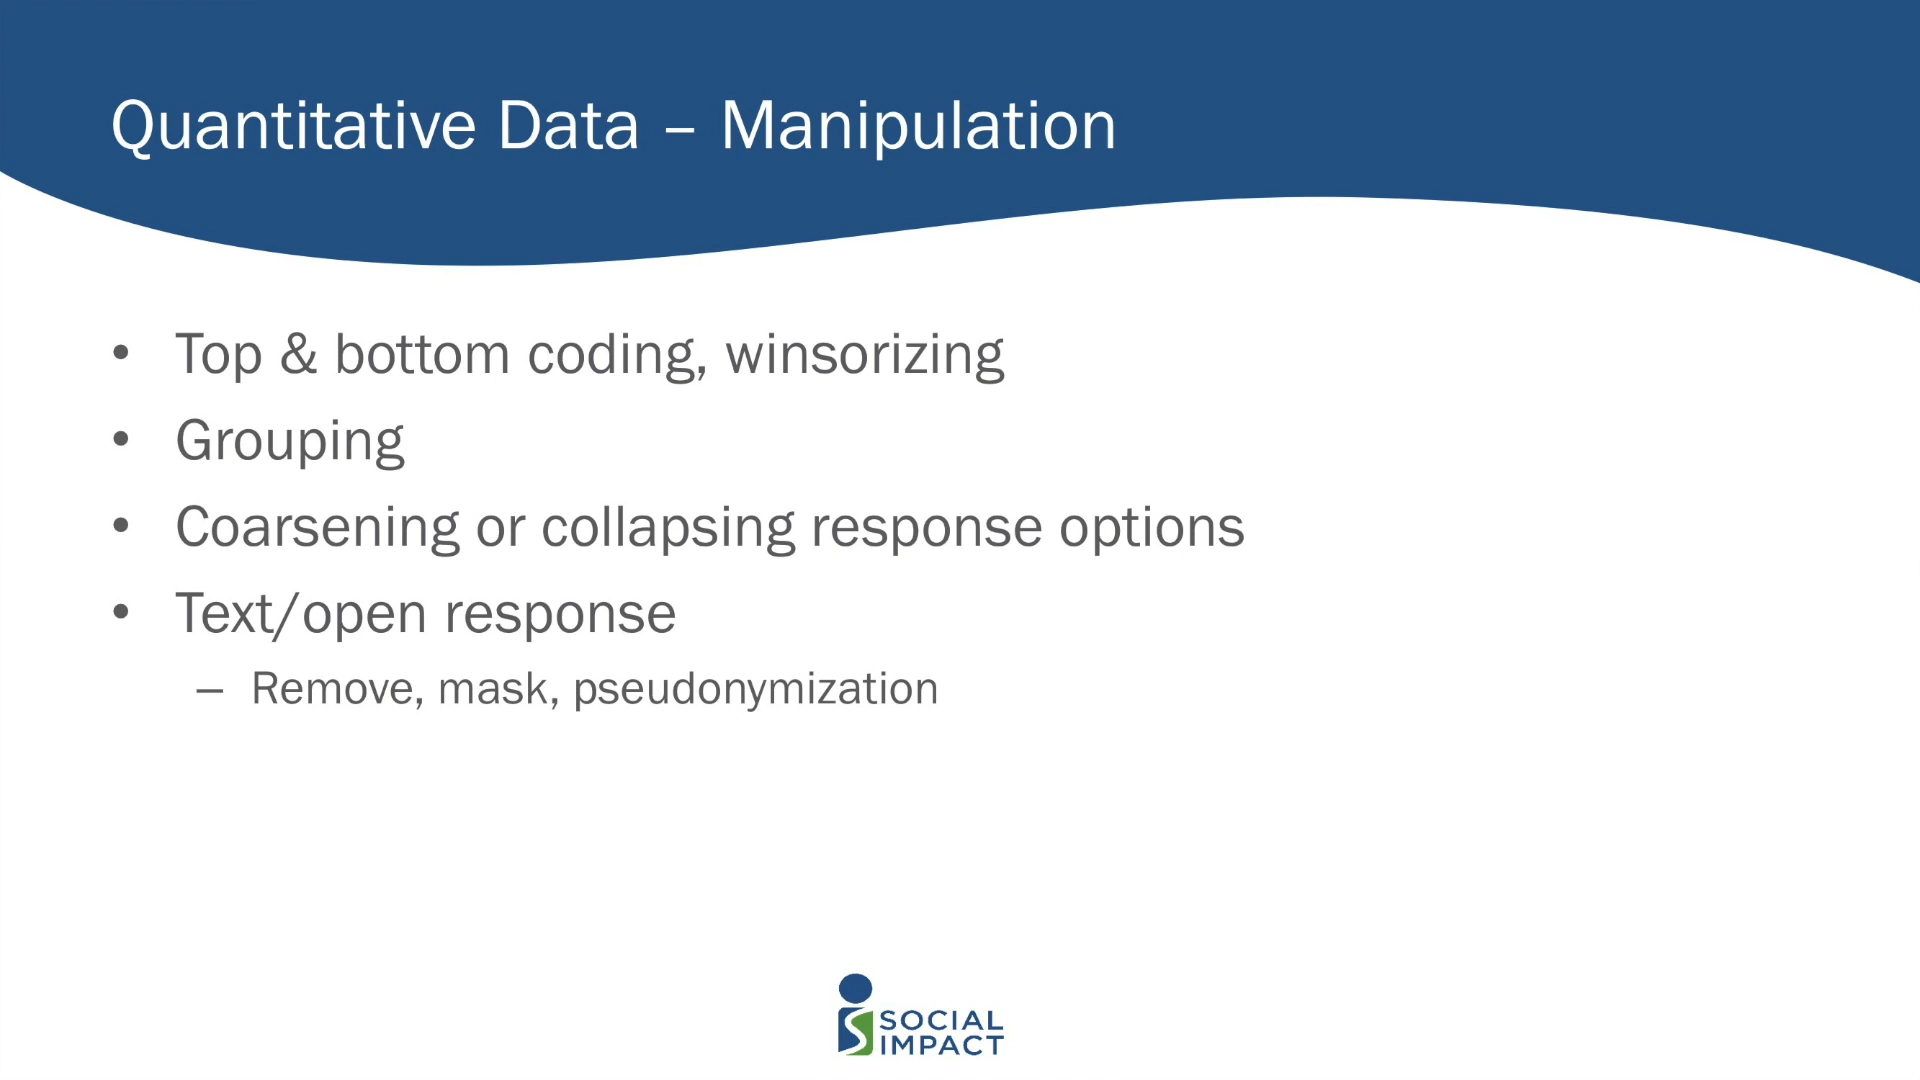 Quantitative Data – Manipulation
• Top & bottom coding, winsorizing
• Grouping
• Coarsening or collapsing response options
• Text/open response
– Remove, mask, pseudonymization
SOCIAL
IMPACT